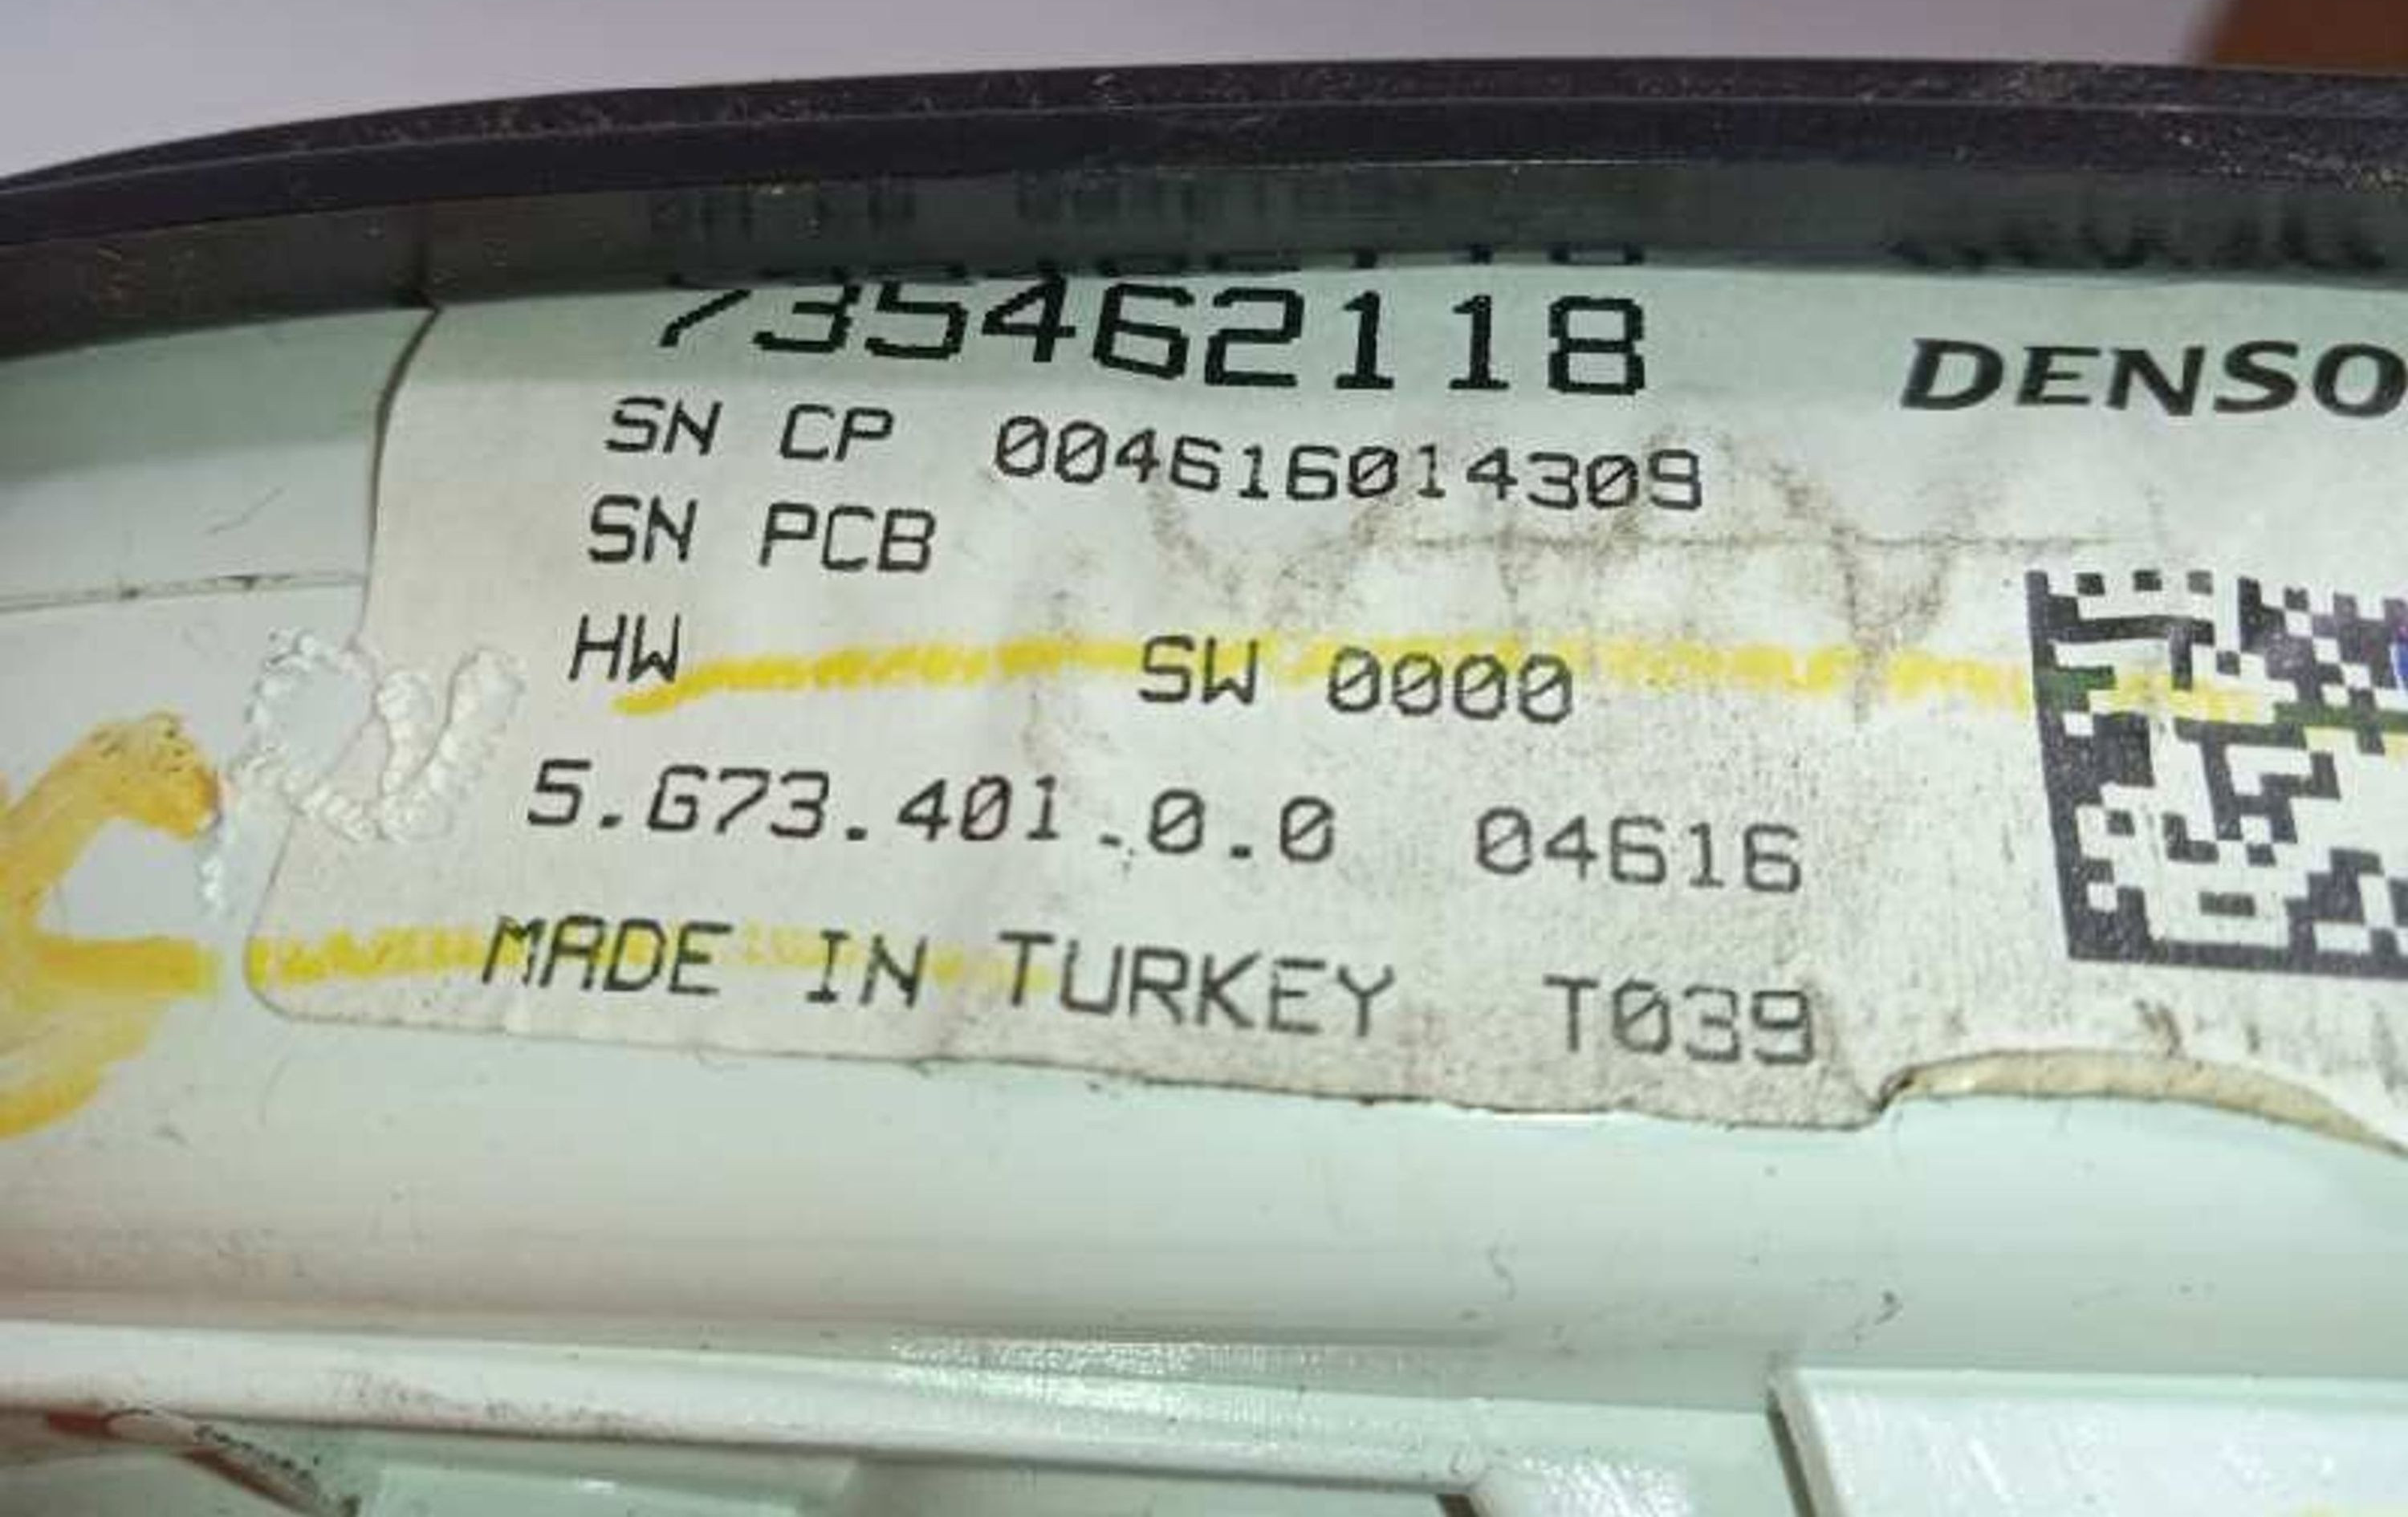 735462118
DENSO
SN CP 004616014309
SN PCB
HW SW 0000
5.673.401.0.0 04616
MADE IN TURKEY T039